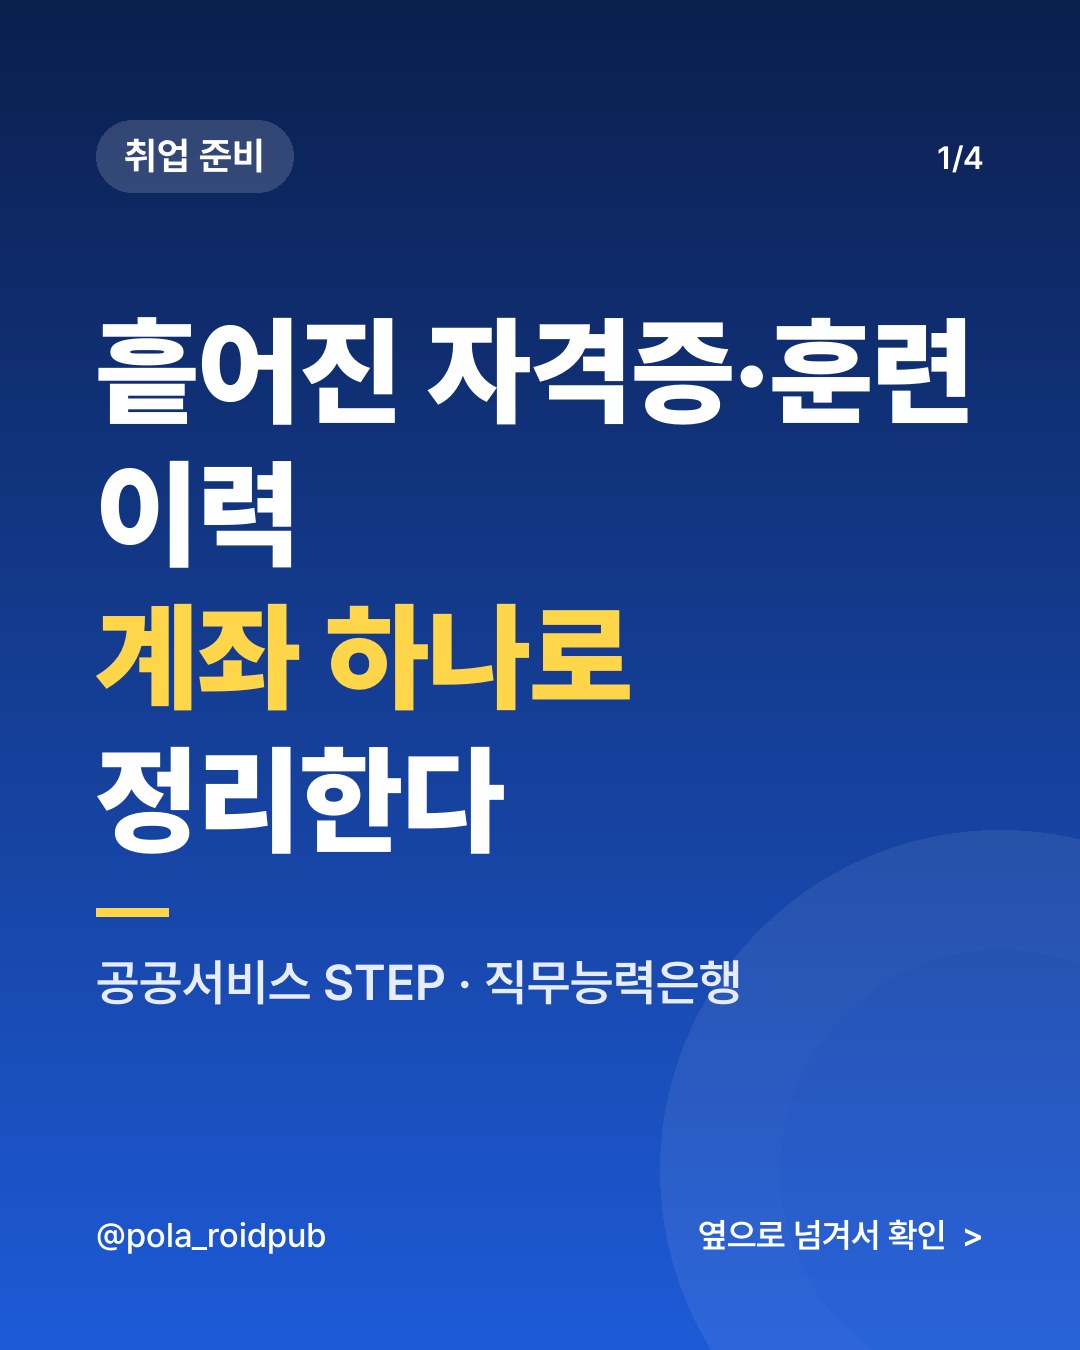 취업 준비
1/4
흩어진 자격증·훈련
이력
계좌 하나로
정리한다
공공서비스 STEP · 직무능력은행
@pola_roidpub
옆으로 넘겨서 확인 >